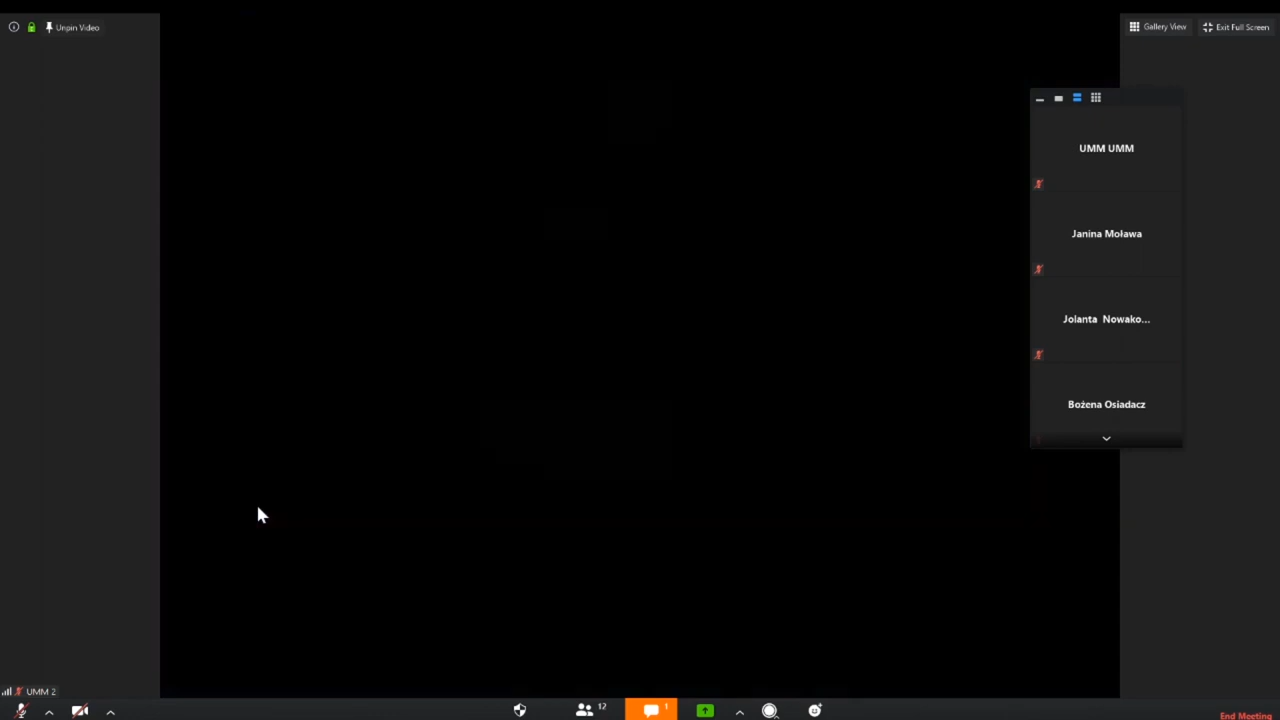 Unpin Video
Gallery View
Exit Full Screen
UMM UMM
Janina Moława
Jolanta Nowako...
Bożena Osiadacz
UMM 2
12
1
End Meeting